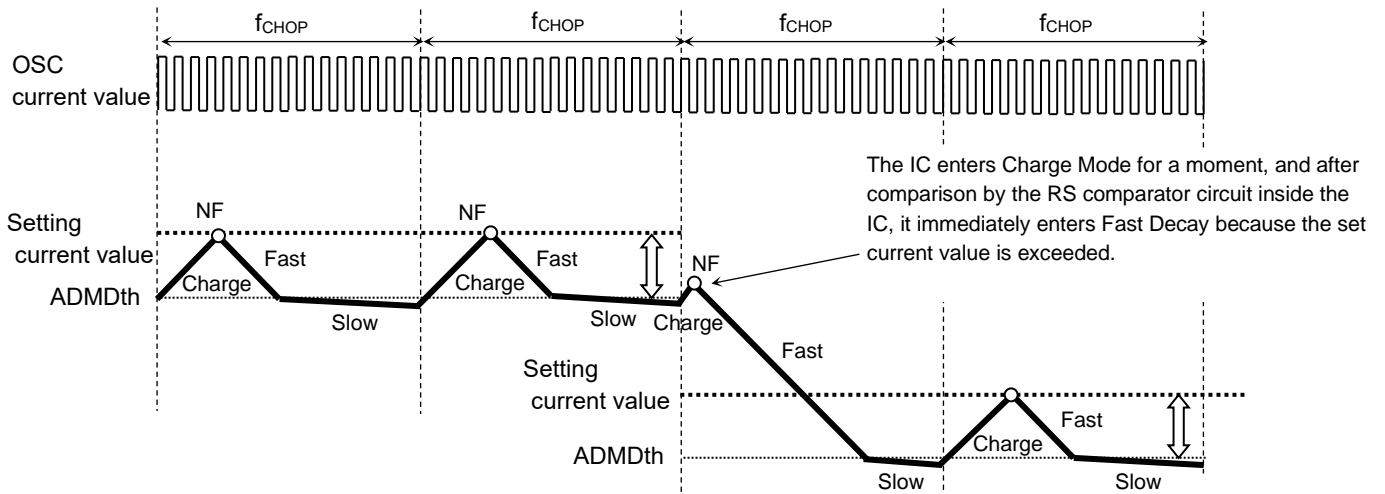 fCHOP
fCHOP
fCHOP
fCHOP
OSC
current value
The IC enters Charge Mode for a moment, and after
comparison by the RS comparator circuit inside the
IC, it immediately enters Fast Decay because the set
current value is exceeded.
Setting
current value
NF
NF
NF
Fast
Fast
Charge
Charge
ADMDth
Slow
Slow
Charge
Fast
Setting
current value
Fast
Charge
ADMDth
Slow
Slow